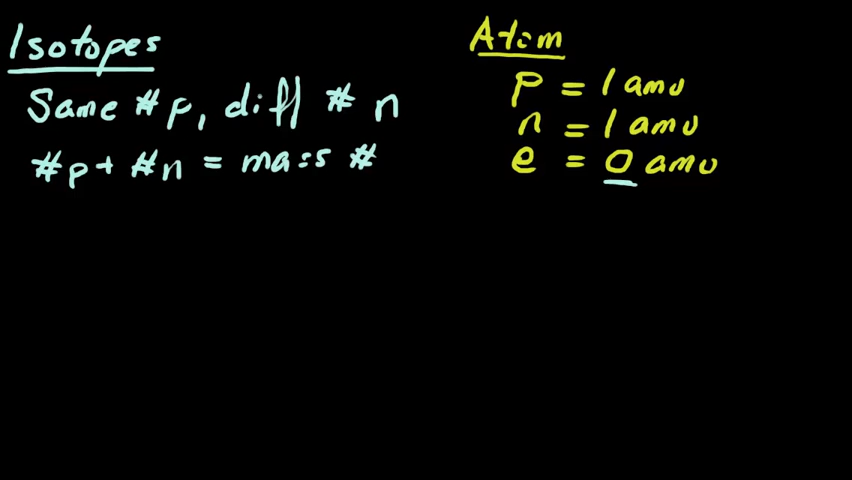 Isotopes
Same #p, diff # n
#p + #n = mass #
Atom
p = 1 amu
n = 1 amu
e = 0 amu